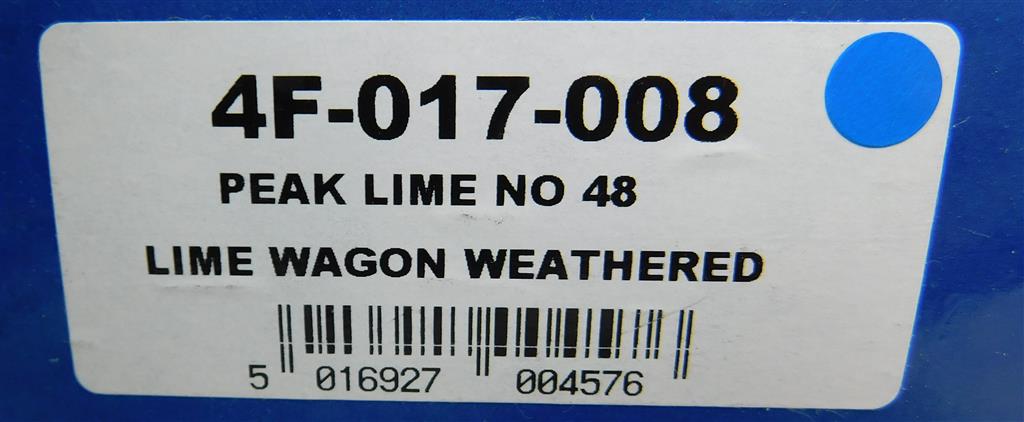 4F-017-008
PEAK LIME NO 48
LIME WAGON WEATHERED
5 016927 004576